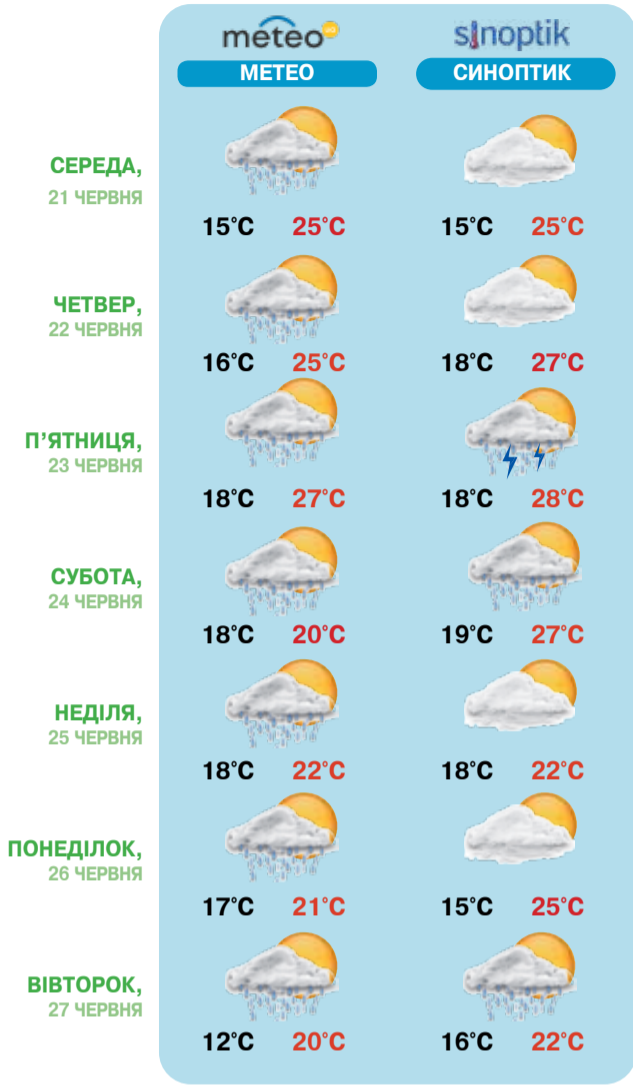 meteo ua sinoptik
МЕТЕО СИНОПТИК
СЕРЕДА,
21 ЧЕРВНЯ
15°C 25°C 15°C 25°C
ЧЕТВЕР,
22 ЧЕРВНЯ
16°C 25°C 18°C 27°C
П’ЯТНИЦЯ,
23 ЧЕРВНЯ
18°C 27°C 18°C 28°C
СУБОТА,
24 ЧЕРВНЯ
18°C 20°C 19°C 27°C
НЕДІЛЯ,
25 ЧЕРВНЯ
18°C 22°C 18°C 22°C
ПОНЕДІЛОК,
26 ЧЕРВНЯ
17°C 21°C 15°C 25°C
ВІВТОРОК,
27 ЧЕРВНЯ
12°C 20°C 16°C 22°C